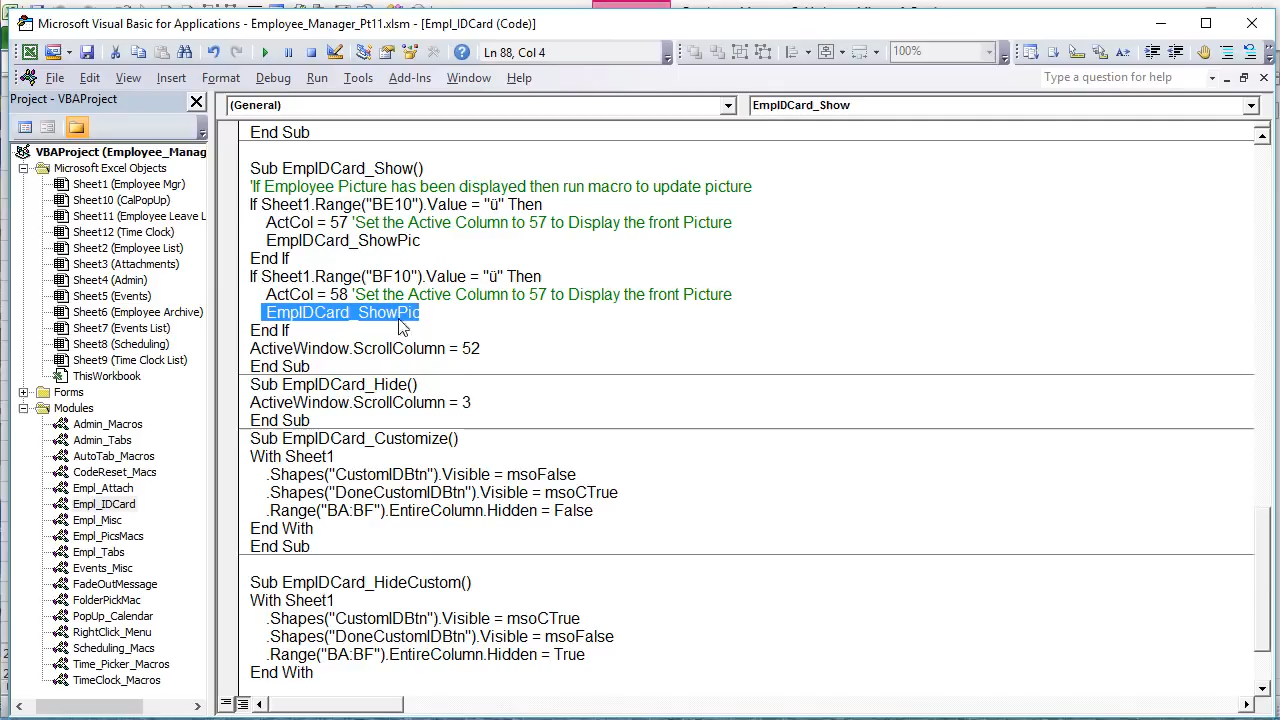 Microsoft Visual Basic for Applications - Employee_Manager_Pt11.xlsm - [Empl_IDCard (Code)]
Ln 88, Col 4
100%
File Edit View Insert Format Debug Run Tools Add-Ins Window Help
Type a question for help
Project - VBAProject
(General)
EmpIDCard_Show
VBAProject (Employee_Manag
Microsoft Excel Objects
Sheet1 (Employee Mgr)
Sheet10 (CalPopUp)
Sheet11 (Employee Leave L
Sheet12 (Time Clock)
Sheet2 (Employee List)
Sheet3 (Attachments)
Sheet4 (Admin)
Sheet5 (Events)
Sheet6 (Employee Archive)
Sheet7 (Events List)
Sheet8 (Scheduling)
Sheet9 (Time Clock List)
ThisWorkbook
Forms
Modules
Admin_Macros
Admin_Tabs
AutoTab_Macros
CodeReset_Macs
Empl_Attach
Empl_IDCard
Empl_Misc
Empl_PicsMacs
Empl_Tabs
Events_Misc
FadeOutMessage
FolderPickMac
PopUp_Calendar
RightClick_Menu
Scheduling_Macs
Time_Picker_Macros
TimeClock_Macros
End Sub
Sub EmpIDCard_Show()
'If Employee Picture has been displayed then run macro to update picture
If Sheet1.Range("BE10").Value = "ü" Then
ActCol = 57 'Set the Active Column to 57 to Display the front Picture
EmpIDCard_ShowPic
End If
If Sheet1.Range("BF10").Value = "ü" Then
ActCol = 58 'Set the Active Column to 57 to Display the front Picture
EmpIDCard_ShowPic
End If
ActiveWindow.ScrollColumn = 52
End Sub
Sub EmpIDCard_Hide()
ActiveWindow.ScrollColumn = 3
End Sub
Sub EmpIDCard_Customize()
With Sheet1
.Shapes("CustomIDBtn").Visible = msoFalse
.Shapes("DoneCustomIDBtn").Visible = msoCTrue
.Range("BA:BF").EntireColumn.Hidden = False
End With
End Sub
Sub EmpIDCard_HideCustom()
With Sheet1
.Shapes("CustomIDBtn").Visible = msoCTrue
.Shapes("DoneCustomIDBtn").Visible = msoFalse
.Range("BA:BF").EntireColumn.Hidden = True
End With